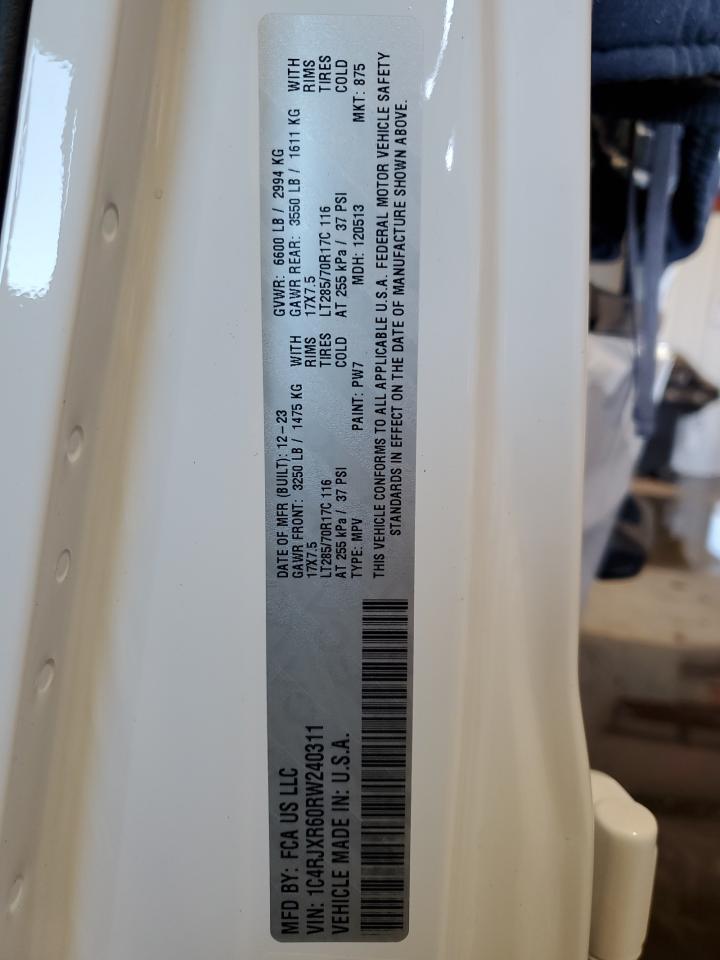 MFD BY: FCA US LLC
VIN: 1C4RJXR60RW240311
VEHICLE MADE IN: U.S.A.
DATE OF MFR (BUILT): 12-23 GVWR: 6600 LB / 2994 KG
GAWR FRONT: 3250 LB / 1475 KG WITH GAWR REAR: 3550 LB / 1611 KG WITH
17X7.5 RIMS 17X7.5 RIMS
LT285/70R17C 116 TIRES LT285/70R17C 116 TIRES
AT 255 kPa / 37 PSI COLD AT 255 kPa / 37 PSI COLD
TYPE: MPV PAINT: PW7 MDH: 120513 MKT: 875
THIS VEHICLE CONFORMS TO ALL APPLICABLE U.S.A. FEDERAL MOTOR VEHICLE SAFETY
STANDARDS IN EFFECT ON THE DATE OF MANUFACTURE SHOWN ABOVE.